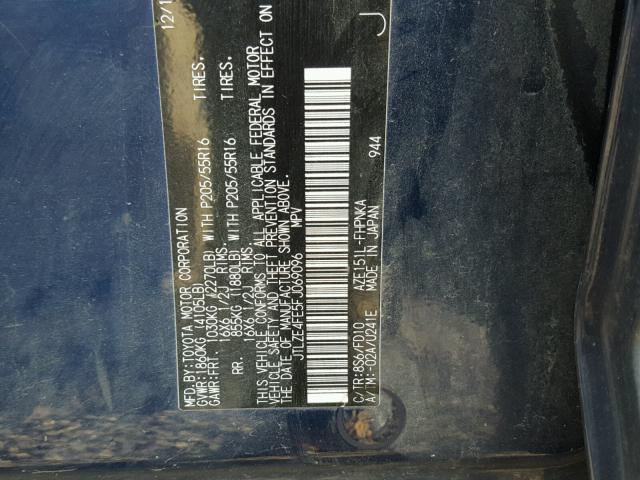 MFD.BY:TOYOTA MOTOR CORPORATION 12/1
GVWR:1860KG (4105LB)
GAWR:FRT. 1030KG (2270LB) WITH P205/55R16 TIRES.
16X6 1/2J RIMS.
RR. 855KG (1880LB) WITH P205/55R16 TIRES.
16X6 1/2J RIMS.
THIS VEHICLE CONFORMS TO ALL APPLICABLE FEDERAL MOTOR
VEHICLE SAFETY AND THEFT PREVENTION STANDARDS IN EFFECT ON
THE DATE OF MANUFACTURE SHOWN ABOVE.
JTLZE4FE5FJ069096 MPV
C/TR:8S6/FD10 AZE151L-FHPNKA 944 J
A/TM:-02A/U241E MADE IN JAPAN